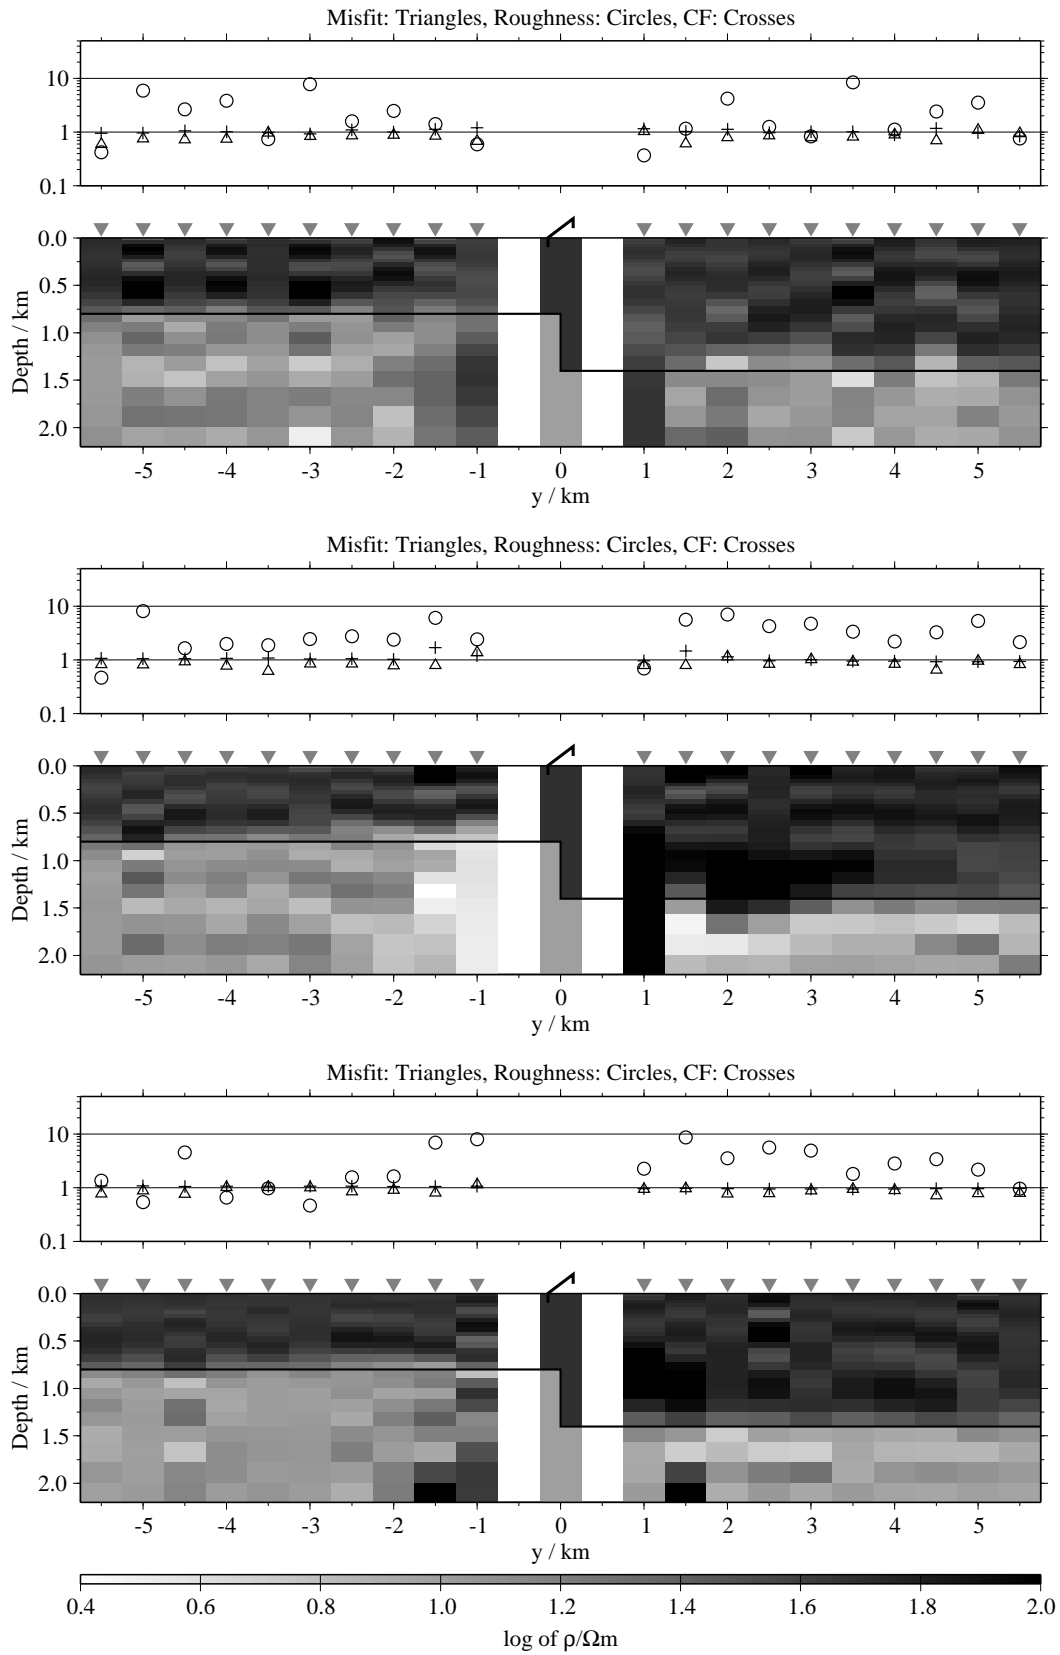 Misfit: Triangles, Roughness: Circles, CF: Crosses
10
1
0.1
0.0
0.5
1.0
1.5
2.0
Depth / km
-5 -4 -3 -2 -1 0 1 2 3 4 5
y / km
Misfit: Triangles, Roughness: Circles, CF: Crosses
10
1
0.1
0.0
0.5
1.0
1.5
2.0
Depth / km
-5 -4 -3 -2 -1 0 1 2 3 4 5
y / km
Misfit: Triangles, Roughness: Circles, CF: Crosses
10
1
0.1
0.0
0.5
1.0
1.5
2.0
Depth / km
-5 -4 -3 -2 -1 0 1 2 3 4 5
y / km
0.4 0.6 0.8 1.0 1.2 1.4 1.6 1.8 2.0
log of ρ/Ωm